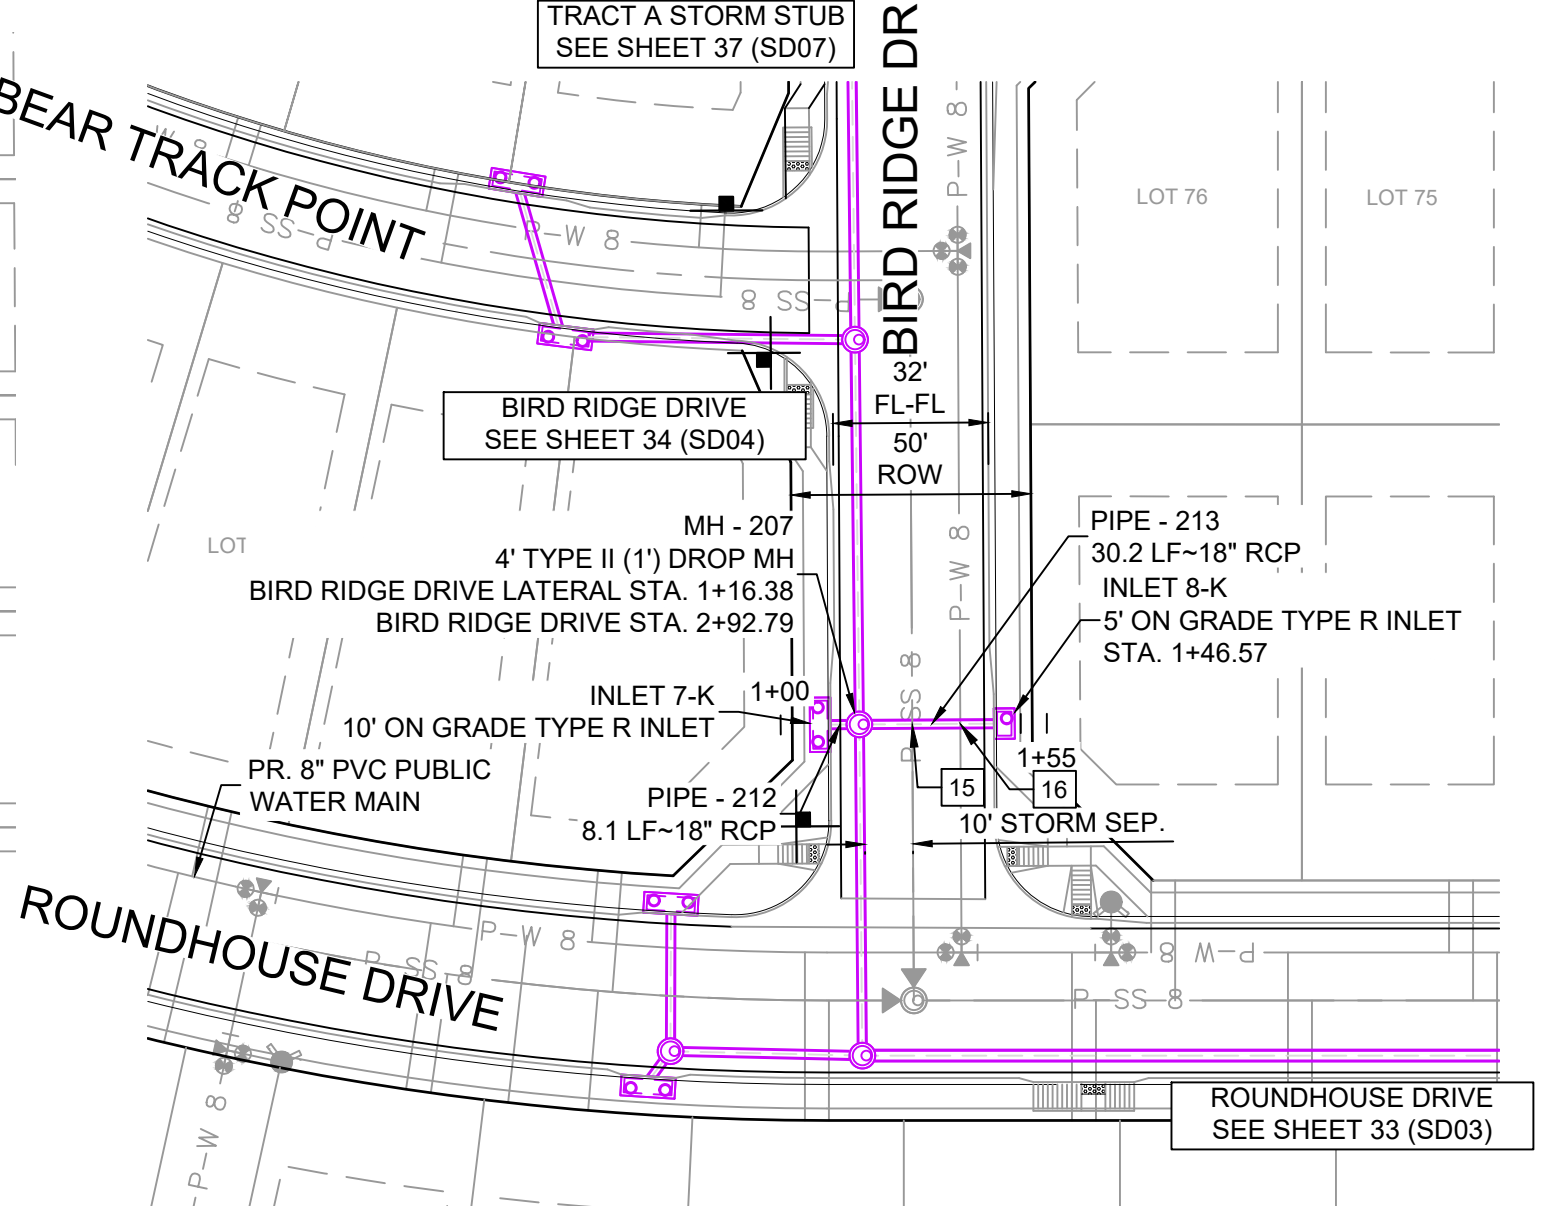 TRACT A STORM STUB
SEE SHEET 37 (SD07)
BIRD RIDGE DR
BEAR TRACK POINT
W 8
P-SS 8
P-W 8
P-W 8
P-SS 8
LOT 76
LOT 75
32'
FL-FL
50'
ROW
BIRD RIDGE DRIVE
SEE SHEET 34 (SD04)
MH - 207
4' TYPE II (1') DROP MH
BIRD RIDGE DRIVE LATERAL STA. 1+16.38
BIRD RIDGE DRIVE STA. 2+92.79
PIPE - 213
30.2 LF~18" RCP
INLET 8-K
5' ON GRADE TYPE R INLET
STA. 1+46.57
LOT
P-W 8
P SS 8
INLET 7-K
10' ON GRADE TYPE R INLET
1+00
1+55
15
16
PR. 8" PVC PUBLIC
WATER MAIN
PIPE - 212
8.1 LF~18" RCP
10' STORM SEP.
ROUNDHOUSE DRIVE
P-W 8
P SS 8
P-W 8
P SS 8
P-W 8
P-W
ROUNDHOUSE DRIVE
SEE SHEET 33 (SD03)